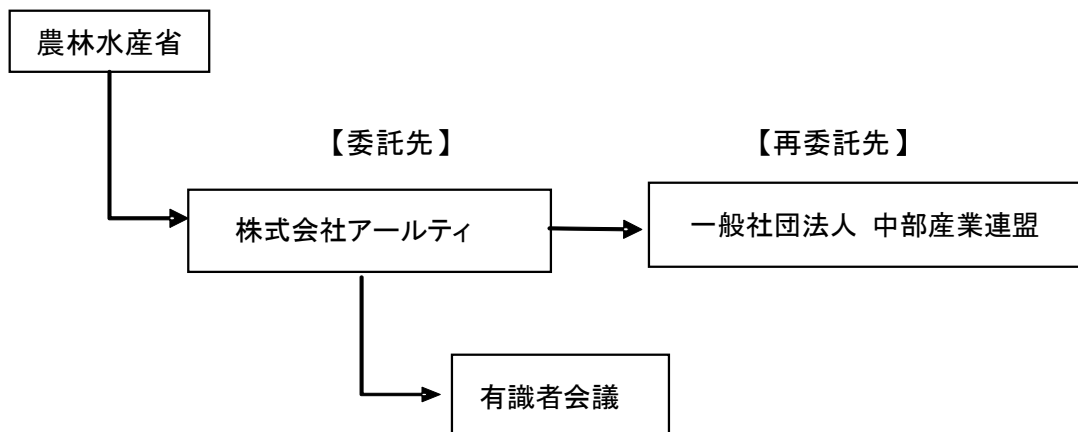 農林水産省
【委託先】
【再委託先】
株式会社アールティ
一般社団法人 中部産業連盟
有識者会議